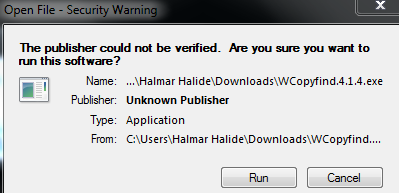 Open File - Security Warning
The publisher could not be verified.  Are you sure you want to
run this software?
Name: ...\Halmar Halide\Downloads\WCopyfind.4.1.4.exe
Publisher: Unknown Publisher
Type: Application
From: C:\Users\Halmar Halide\Downloads\WCopyfind....
Run Cancel